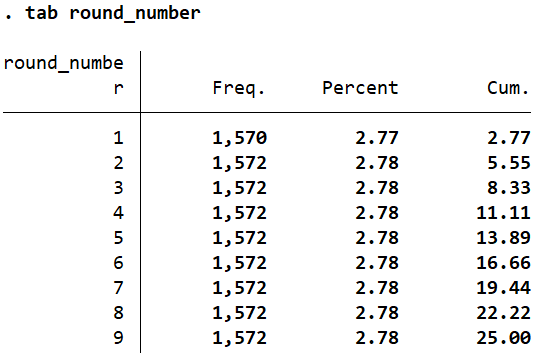 . tab round_number
round_numbe
r Freq. Percent Cum.
1 1,570 2.77 2.77
2 1,572 2.78 5.55
3 1,572 2.78 8.33
4 1,572 2.78 11.11
5 1,572 2.78 13.89
6 1,572 2.78 16.66
7 1,572 2.78 19.44
8 1,572 2.78 22.22
9 1,572 2.78 25.00